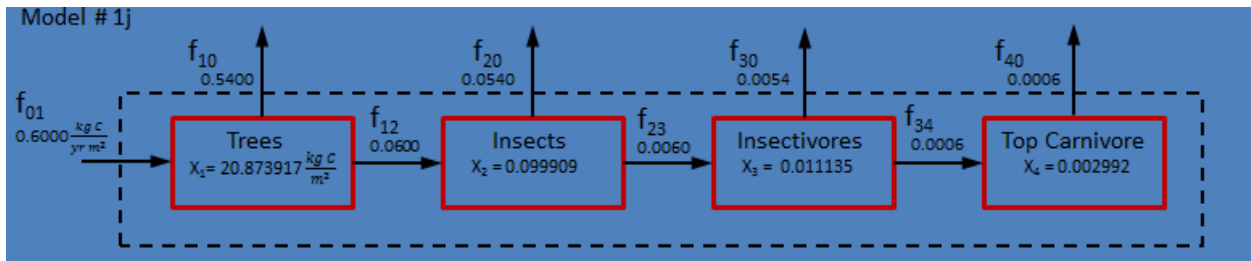 Model # 1j
f10
0.5400
f20
0.0540
f30
0.0054
f40
0.0006
f01
0.6000 kg C / yr m²
Trees
X1= 20.873917 kg C / m²
f12
0.0600
Insects
X2 = 0.099909
f23
0.0060
Insectivores
X3 = 0.011135
f34
0.0006
Top Carnivore
X4 = 0.002992